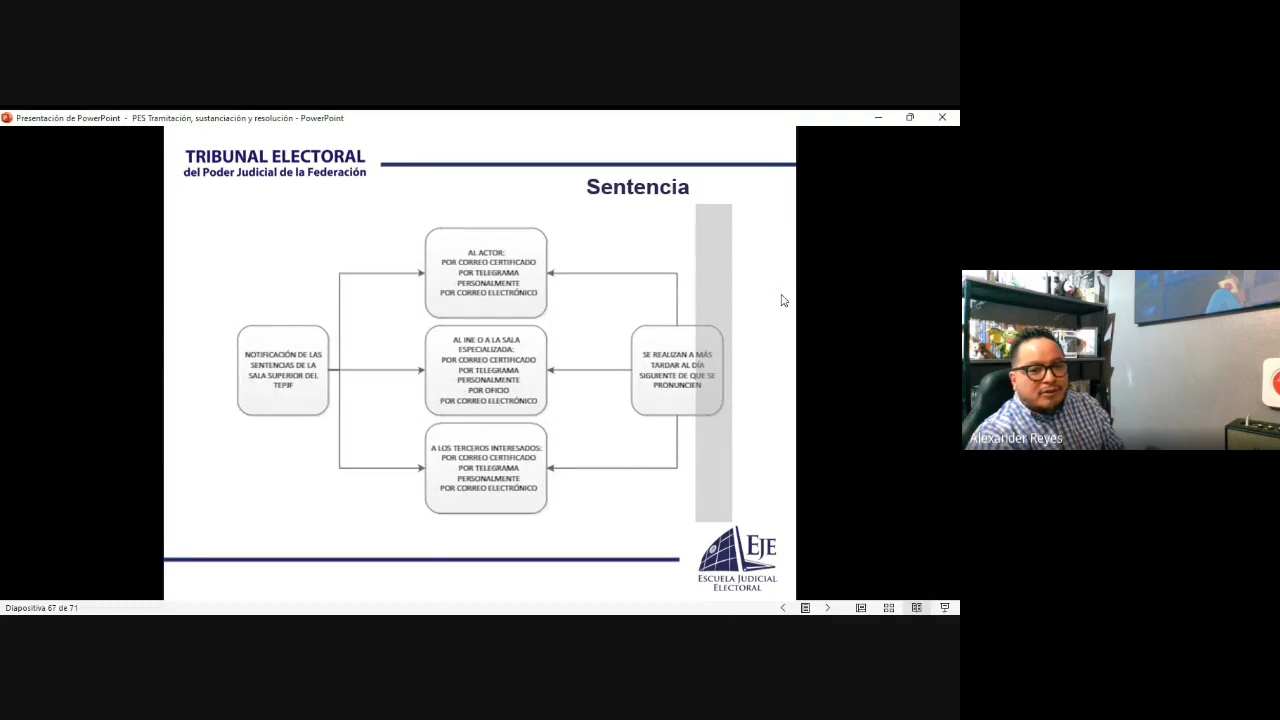 Presentación de PowerPoint - PES Tramitación, sustanciación y resolución - PowerPoint
TRIBUNAL ELECTORAL
del Poder Judicial de la Federación
Sentencia
NOTIFICACIÓN DE LAS
SENTENCIAS DE LA
SALA SUPERIOR DEL
TEPJF
AL ACTOR:
POR CORREO CERTIFICADO
POR TELEGRAMA
PERSONALMENTE
POR CORREO ELECTRÓNICO
AL INE O A LA SALA
ESPECIALIZADA:
POR CORREO CERTIFICADO
POR TELEGRAMA
PERSONALMENTE
POR OFICIO
POR CORREO ELECTRÓNICO
A LOS TERCEROS INTERESADOS:
POR CORREO CERTIFICADO
POR TELEGRAMA
PERSONALMENTE
POR CORREO ELECTRÓNICO
SE REALIZAN A MÁS
TARDAR AL DÍA
SIGUIENTE DE QUE SE
PRONUNCIEN
EJE
ESCUELA JUDICIAL
ELECTORAL
Diapositiva 67 de 71
Alexander Reyes